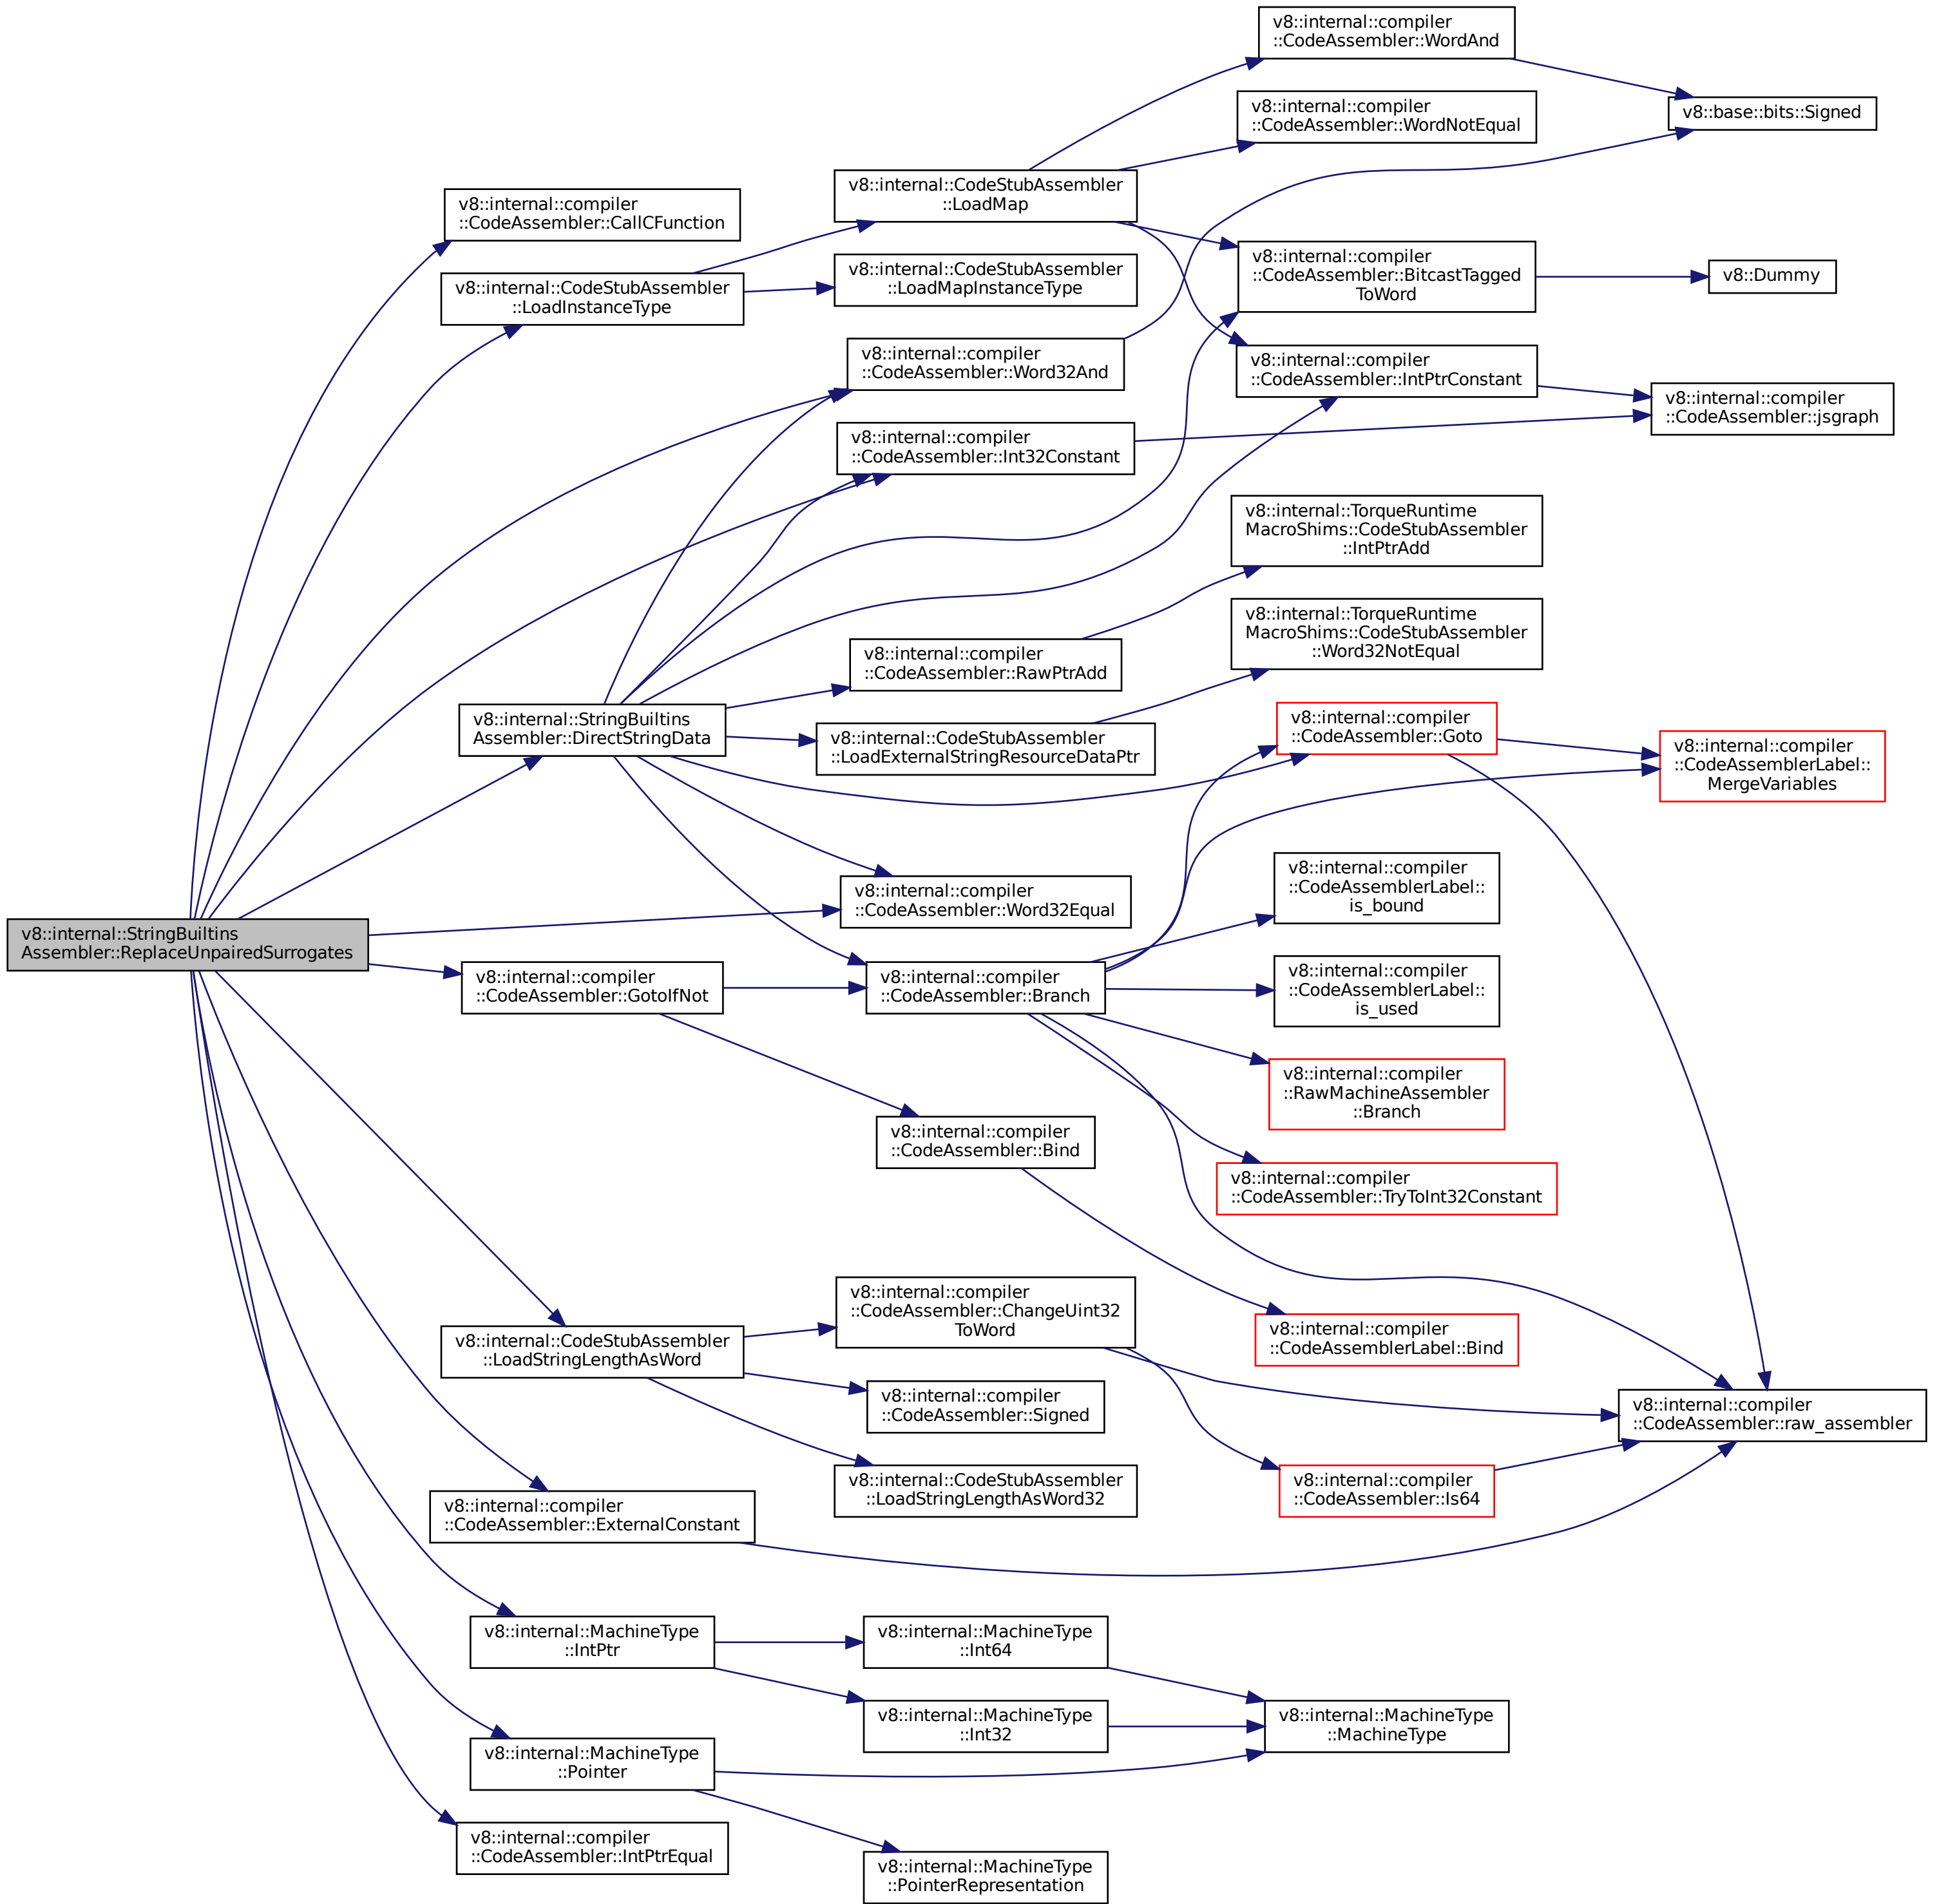 v8::internal::compiler
::CodeAssembler::WordAnd
v8::base::bits::Signed
v8::internal::compiler
::CodeAssembler::WordNotEqual
v8::internal::CodeStubAssembler
::LoadMap
v8::internal::compiler
::CodeAssembler::CallCFunction
v8::internal::compiler
::CodeAssembler::BitcastTagged
ToWord
v8::Dummy
v8::internal::CodeStubAssembler
::LoadInstanceType
v8::internal::CodeStubAssembler
::LoadMapInstanceType
v8::internal::compiler
::CodeAssembler::Word32And
v8::internal::compiler
::CodeAssembler::IntPtrConstant
v8::internal::compiler
::CodeAssembler::jsgraph
v8::internal::compiler
::CodeAssembler::Int32Constant
v8::internal::TorqueRuntime
MacroShims::CodeStubAssembler
::IntPtrAdd
v8::internal::TorqueRuntime
MacroShims::CodeStubAssembler
::Word32NotEqual
v8::internal::compiler
::CodeAssembler::RawPtrAdd
v8::internal::StringBuiltins
Assembler::DirectStringData
v8::internal::CodeStubAssembler
::LoadExternalStringResourceDataPtr
v8::internal::compiler
::CodeAssembler::Goto
v8::internal::compiler
::CodeAssemblerLabel::
MergeVariables
v8::internal::compiler
::CodeAssemblerLabel::
is_bound
v8::internal::compiler
::CodeAssembler::Word32Equal
v8::internal::StringBuiltins
Assembler::ReplaceUnpairedSurrogates
v8::internal::compiler
::CodeAssembler::GotoIfNot
v8::internal::compiler
::CodeAssembler::Branch
v8::internal::compiler
::CodeAssemblerLabel::
is_used
v8::internal::compiler
::RawMachineAssembler
::Branch
v8::internal::compiler
::CodeAssembler::Bind
v8::internal::compiler
::CodeAssembler::TryToInt32Constant
v8::internal::compiler
::CodeAssembler::ChangeUint32
ToWord
v8::internal::compiler
::CodeAssemblerLabel::Bind
v8::internal::CodeStubAssembler
::LoadStringLengthAsWord
v8::internal::compiler
::CodeAssembler::Signed
v8::internal::compiler
::CodeAssembler::raw_assembler
v8::internal::CodeStubAssembler
::LoadStringLengthAsWord32
v8::internal::compiler
::CodeAssembler::Is64
v8::internal::compiler
::CodeAssembler::ExternalConstant
v8::internal::MachineType
::IntPtr
v8::internal::MachineType
::Int64
v8::internal::MachineType
::Int32
v8::internal::MachineType
::MachineType
v8::internal::MachineType
::Pointer
v8::internal::compiler
::CodeAssembler::IntPtrEqual
v8::internal::MachineType
::PointerRepresentation